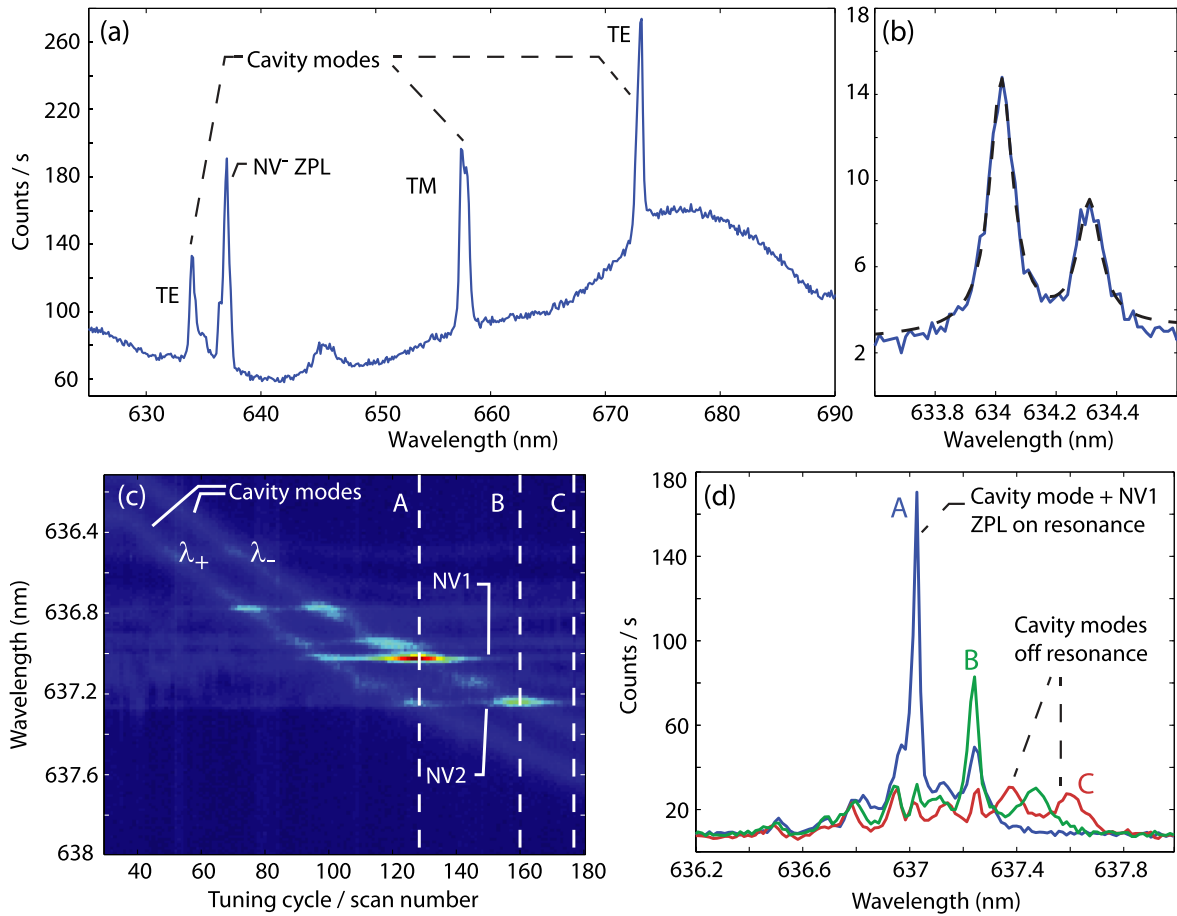 (a)
260
220
180
140
100
60
Counts / s
TE
Cavity modes
NV⁻ ZPL
TM
TE
630
640
650
660
670
680
690
Wavelength (nm)
(b)
18
14
10
6
2
633.8
634
634.2
634.4
Wavelength (nm)
(c)
Cavity modes
A
B
C
λ+
λ-
NV1
NV2
636.4
636.8
637.2
637.6
638
Wavelength (nm)
40
60
80
100
120
140
160
180
Tuning cycle / scan number
(d)
180
140
100
60
20
Counts / s
A
Cavity mode + NV1
ZPL on resonance
Cavity modes
off resonance
B
C
636.2
636.6
637
637.4
637.8
Wavelength (nm)